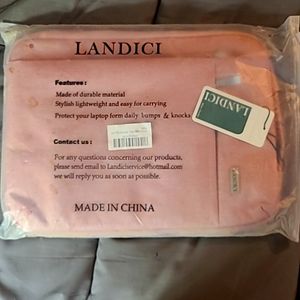 LANDICI
Features :
Made of durable material
Stylish lightweight and easy for carrying
Protect your laptop form daily bumps & knocks
LANDICI
Contact us :
For any questions concerning our products,
please send email to Landiciservice@hotmail.com
we will reply you as soon as possible.
LANDICI
MADE IN CHINA